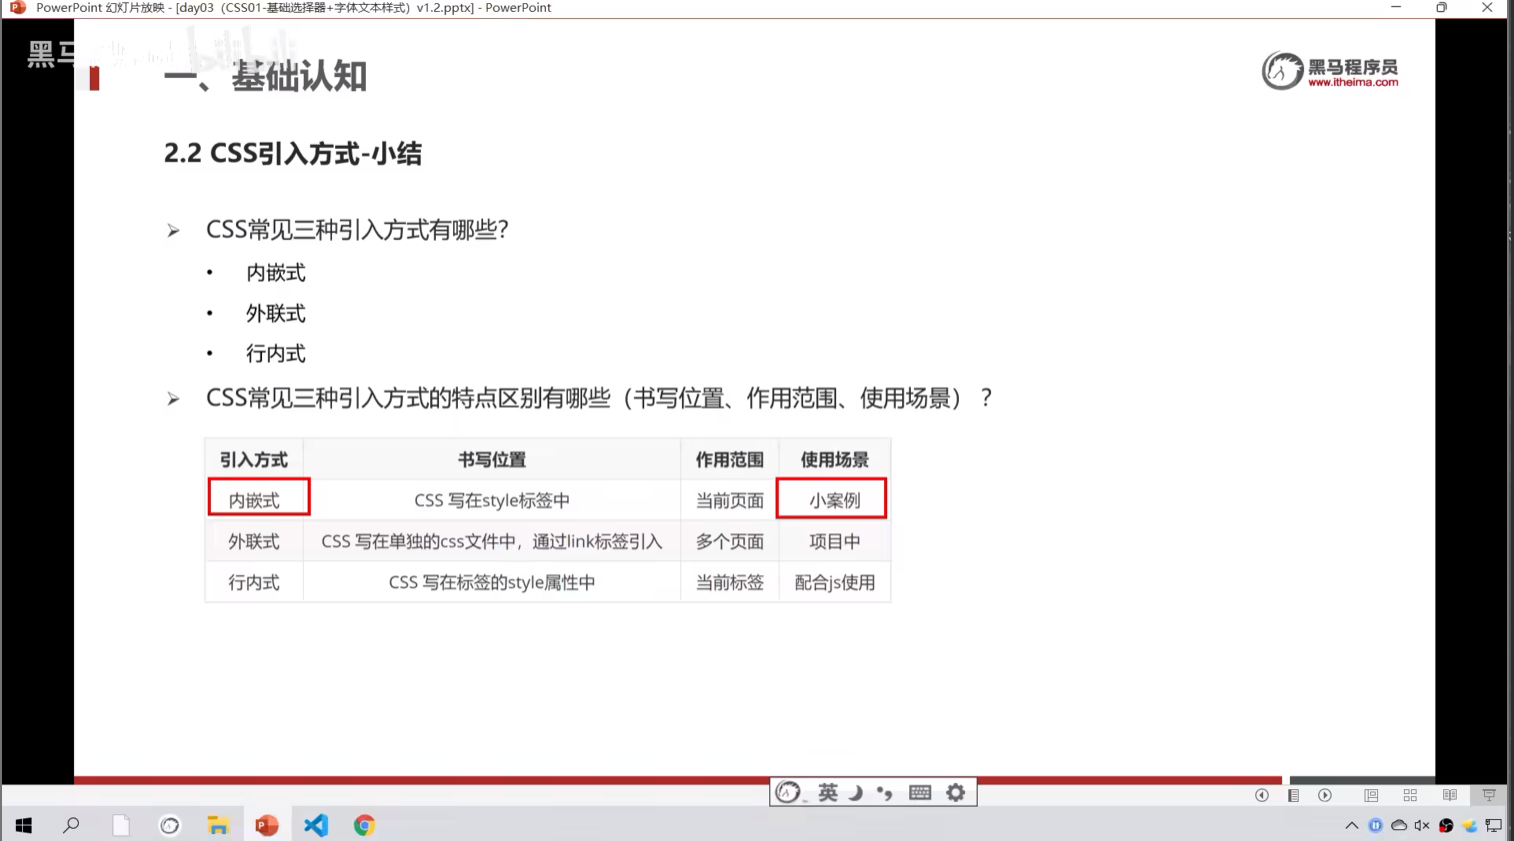 PowerPoint 幻灯片放映 - [day03（CSS01-基础选择器+字体文本样式）v1.2.pptx] - PowerPoint
黑马
bilibili
一、基础认知
黑马程序员
www.itheima.com
2.2 CSS引入方式-小结
CSS常见三种引入方式有哪些?
• 内嵌式
• 外联式
• 行内式
CSS常见三种引入方式的特点区别有哪些（书写位置、作用范围、使用场景）？
引入方式 书写位置 作用范围 使用场景
内嵌式 CSS 写在style标签中 当前页面 小案例
外联式 CSS 写在单独的css文件中，通过link标签引入 多个页面 项目中
行内式 CSS 写在标签的style属性中 当前标签 配合js使用
英